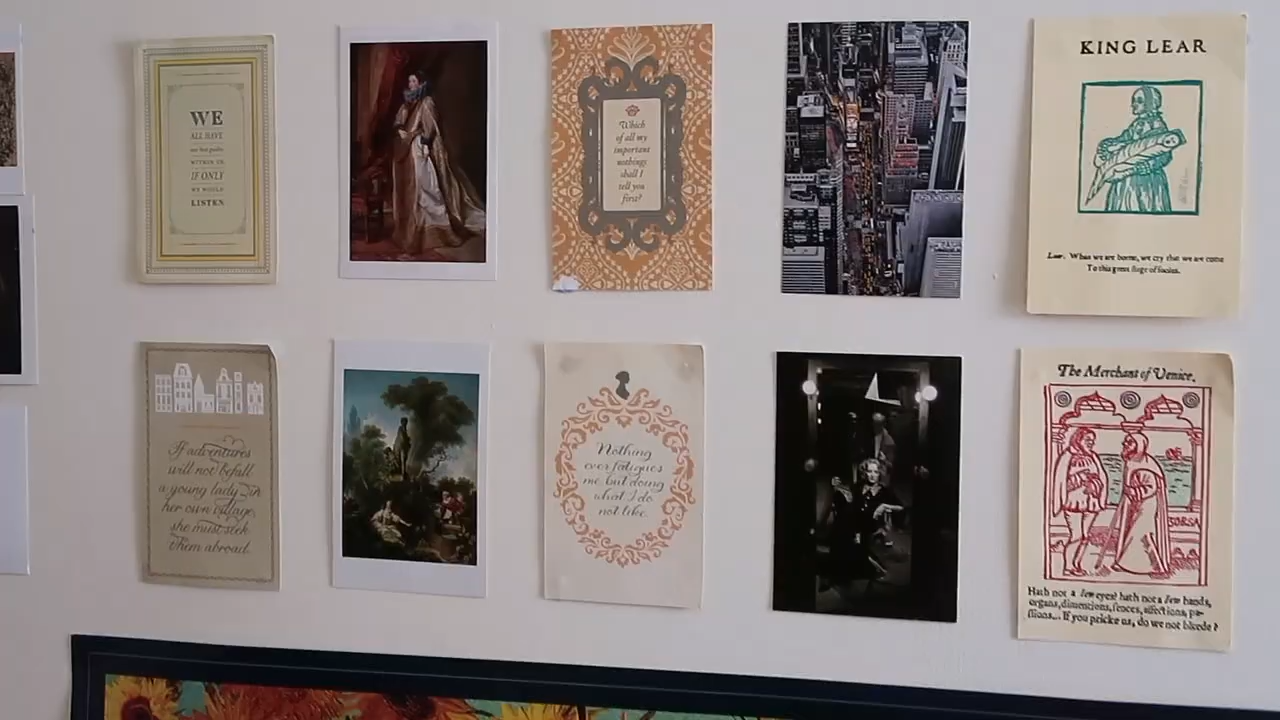 WE
ALL HAVE
our best guides
WITHIN US,
IF ONLY
WE WOULD
LISTEN
Which
of all my
important
nothings
shall I
tell you
first?
KING LEAR
Lear. When we are borne, we cry that we are come
To this great stage of fooles.
If adventures
will not befall
a young lady in
her own village,
she must seek
them abroad.
Nothing
ever fatigues
me but doing
what I do
not like.
The Merchant of Venice.
Hath not a Jew eyes? hath not a Jew hands,
organs, dimentions, sences, affections, pa-
ssions... If you pricke us, do we not bleede?